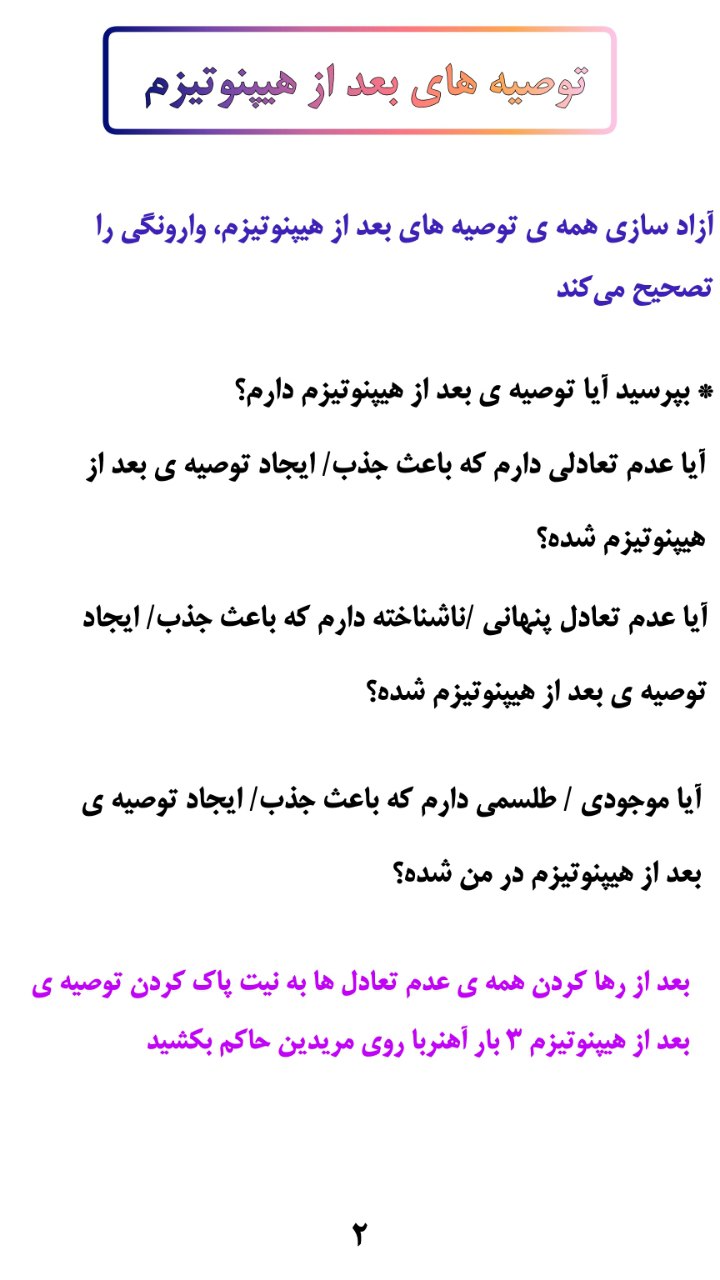 توصیه های بعد از هیپنوتیزم
آزاد سازی همه ی توصیه های بعد از هیپنوتیزم، وارونگی را
تصحیح می‌کند
* بپرسید آیا توصیه ی بعد از هیپنوتیزم دارم؟
آیا عدم تعادلی دارم که باعث جذب/ ایجاد توصیه ی بعد از
هیپنوتیزم شده؟
آیا عدم تعادل پنهانی /ناشناخته دارم که باعث جذب/ ایجاد
توصیه ی بعد از هیپنوتیزم شده؟
آیا موجودی / طلسمی دارم که باعث جذب/ ایجاد توصیه ی
بعد از هیپنوتیزم در من شده؟
بعد از رها کردن همه ی عدم تعادل ها به نیت پاک کردن توصیه ی
بعد از هیپنوتیزم ۳ بار آهنربا روی مریدین حاکم بکشید
۲